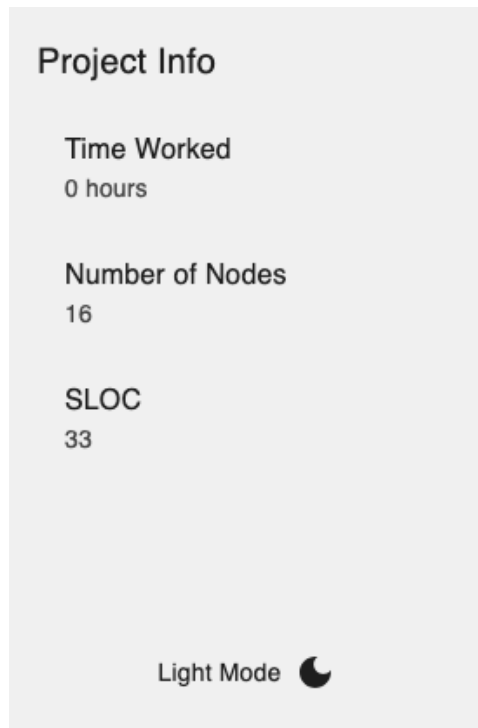 Project Info
Time Worked
0 hours
Number of Nodes
16
SLOC
33
Light Mode